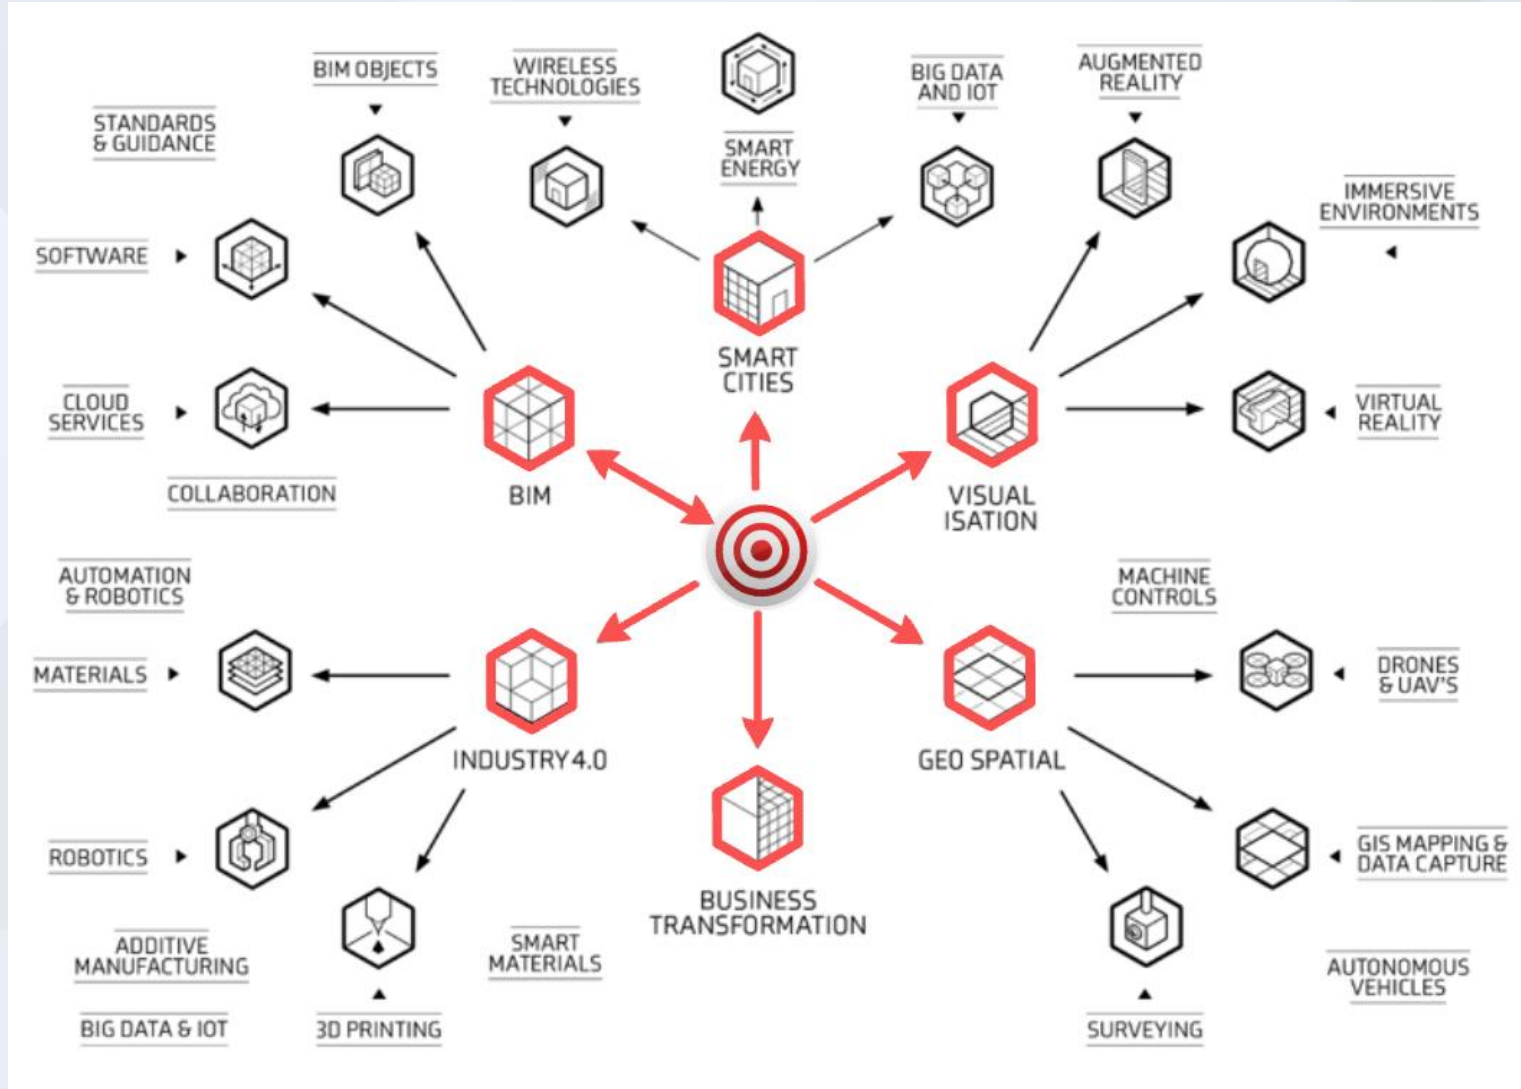 BIM OBJECTS
WIRELESS
TECHNOLOGIES
SMART
ENERGY
BIG DATA
AND IOT
AUGMENTED
REALITY
STANDARDS
& GUIDANCE
IMMERSIVE
ENVIRONMENTS
SOFTWARE
SMART
CITIES
CLOUD
SERVICES
VIRTUAL
REALITY
COLLABORATION
BIM
VISUAL
ISATION
AUTOMATION
& ROBOTICS
MACHINE
CONTROLS
MATERIALS
DRONES
& UAV'S
INDUSTRY 4.0
GEO SPATIAL
ROBOTICS
GIS MAPPING &
DATA CAPTURE
BUSINESS
TRANSFORMATION
ADDITIVE
MANUFACTURING
SMART
MATERIALS
AUTONOMOUS
VEHICLES
BIG DATA & IOT
3D PRINTING
SURVEYING